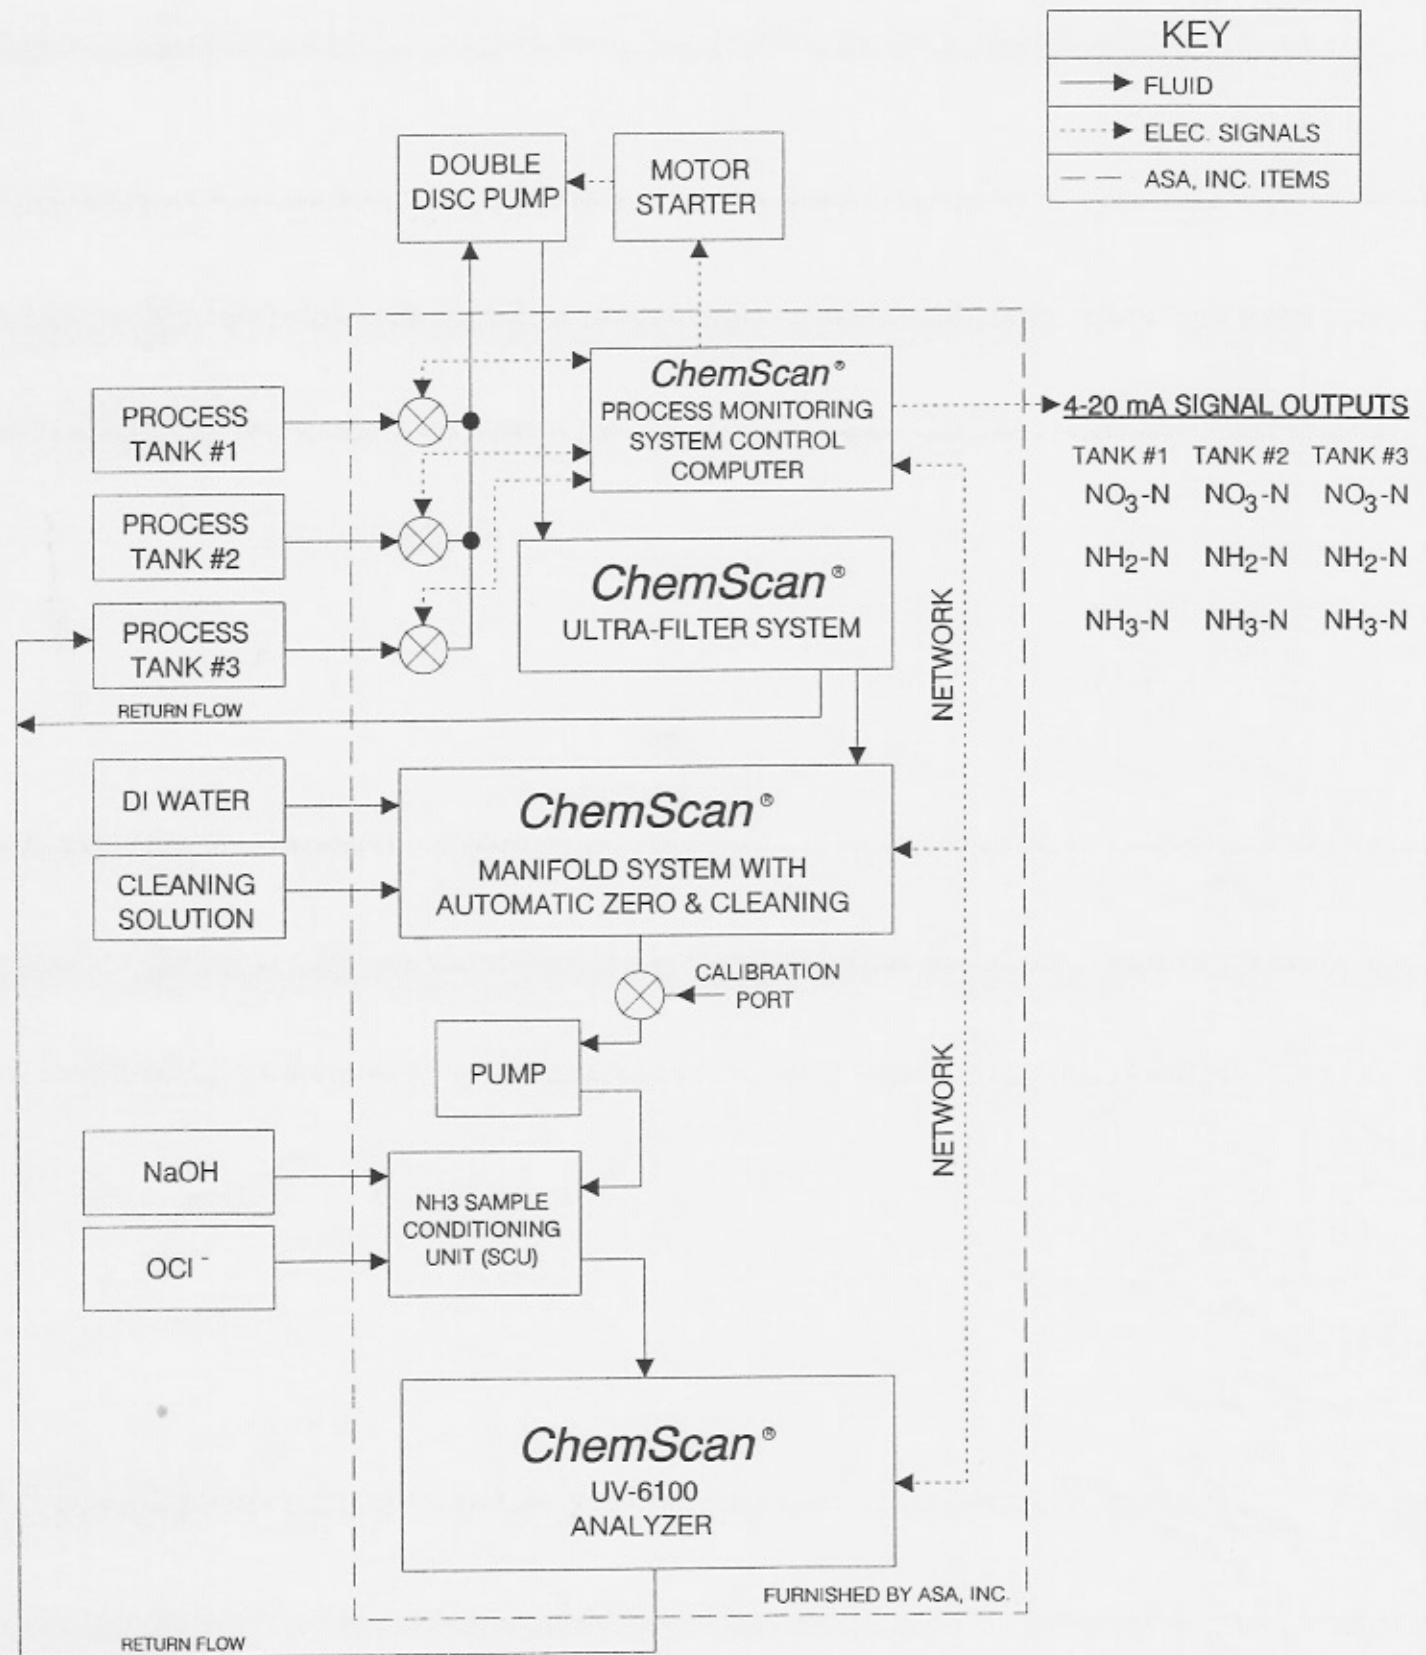 KEY
FLUID
ELEC. SIGNALS
ASA, INC. ITEMS
DOUBLE
DISC PUMP
MOTOR
STARTER
ChemScan®
PROCESS MONITORING
SYSTEM CONTROL
COMPUTER
4-20 mA SIGNAL OUTPUTS
TANK #1 TANK #2 TANK #3
NO3-N NO3-N NO3-N
NH2-N NH2-N NH2-N
NH3-N NH3-N NH3-N
PROCESS
TANK #1
PROCESS
TANK #2
PROCESS
TANK #3
ChemScan®
ULTRA-FILTER SYSTEM
NETWORK
RETURN FLOW
DI WATER
CLEANING
SOLUTION
ChemScan®
MANIFOLD SYSTEM WITH
AUTOMATIC ZERO & CLEANING
CALIBRATION
PORT
PUMP
NETWORK
NaOH
OCl -
NH3 SAMPLE
CONDITIONING
UNIT (SCU)
ChemScan®
UV-6100
ANALYZER
FURNISHED BY ASA, INC.
RETURN FLOW